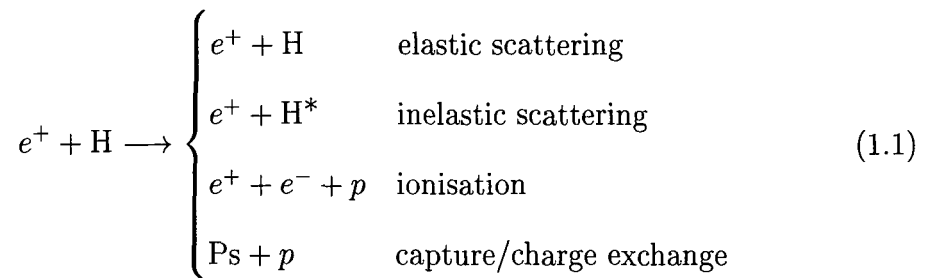 e⁺ + H elastic scattering
e⁺ + H* inelastic scattering
e⁺ + H ⟶ (1.1)
e⁺ + e⁻ + p ionisation
Ps + p capture/charge exchange